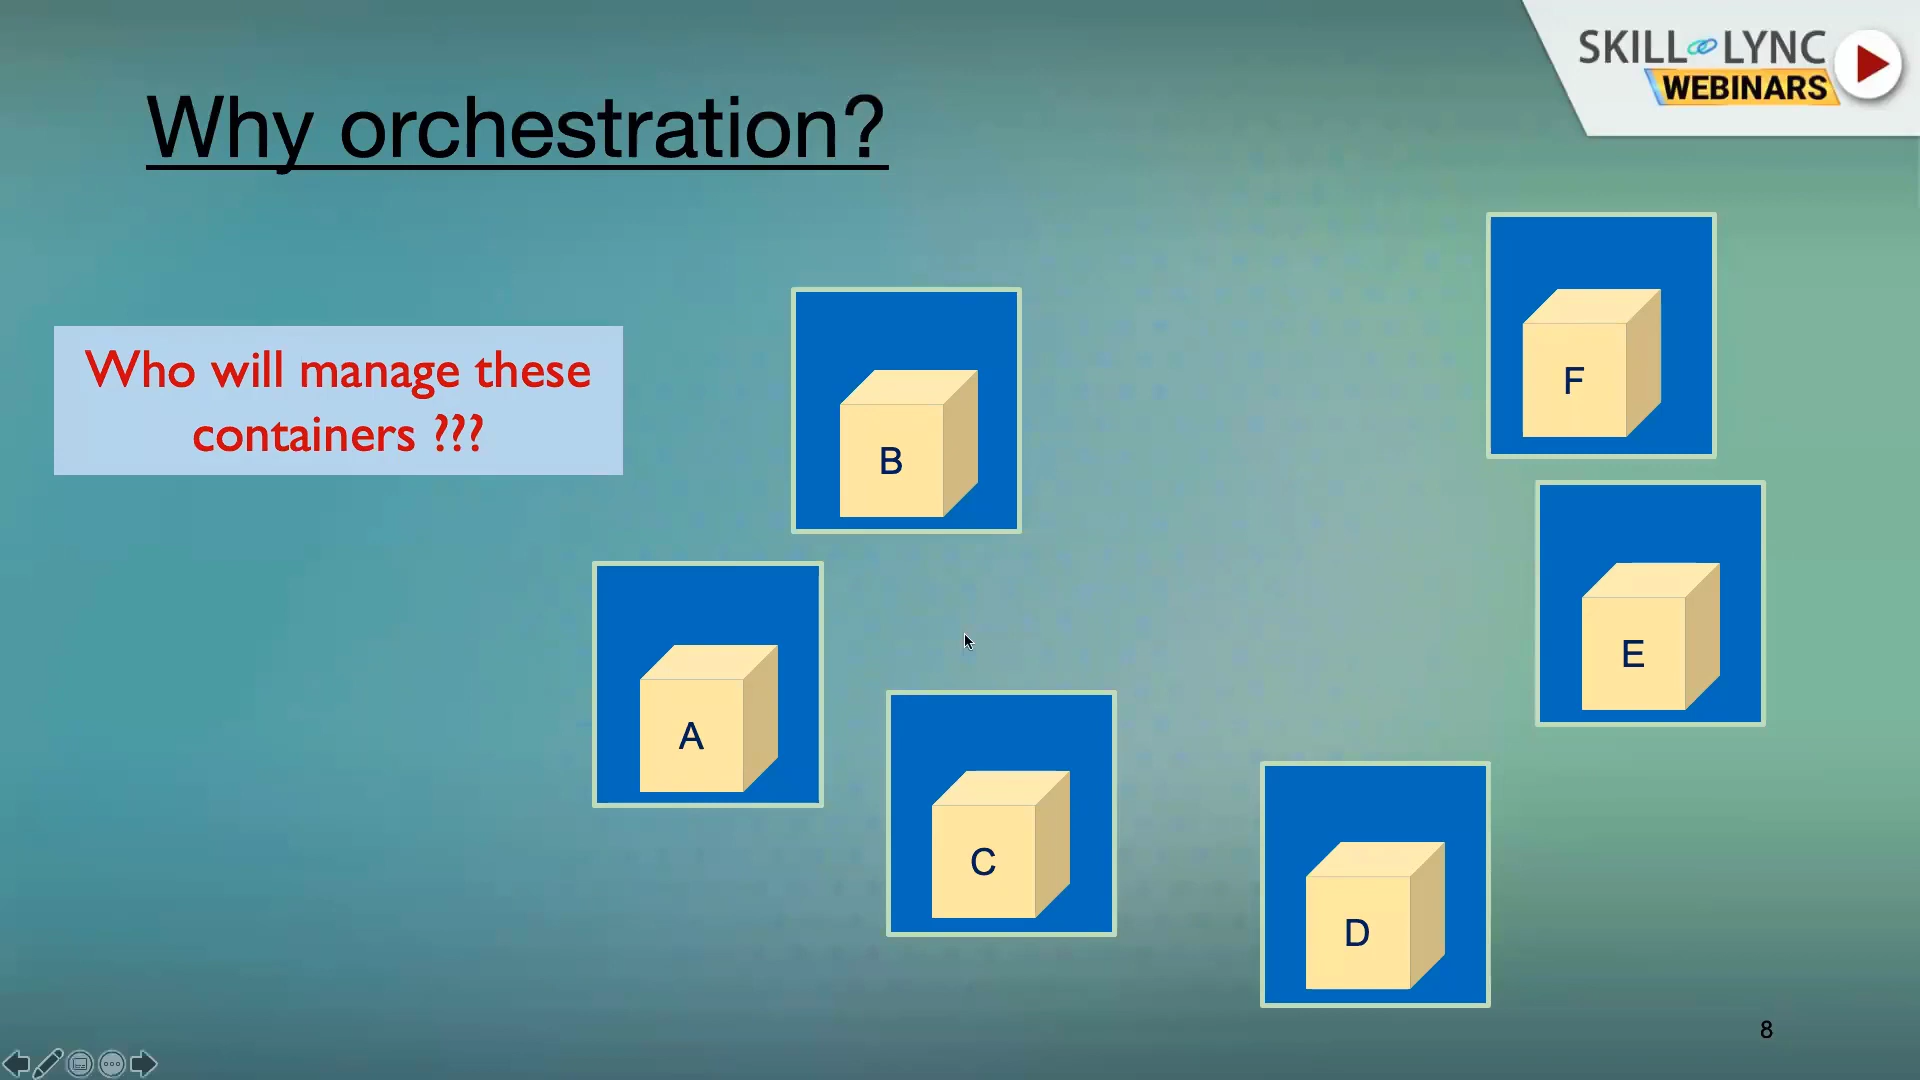 SKILL LYNC
WEBINARS
Why orchestration?
Who will manage these
containers ???
B
F
A
E
C
D
8